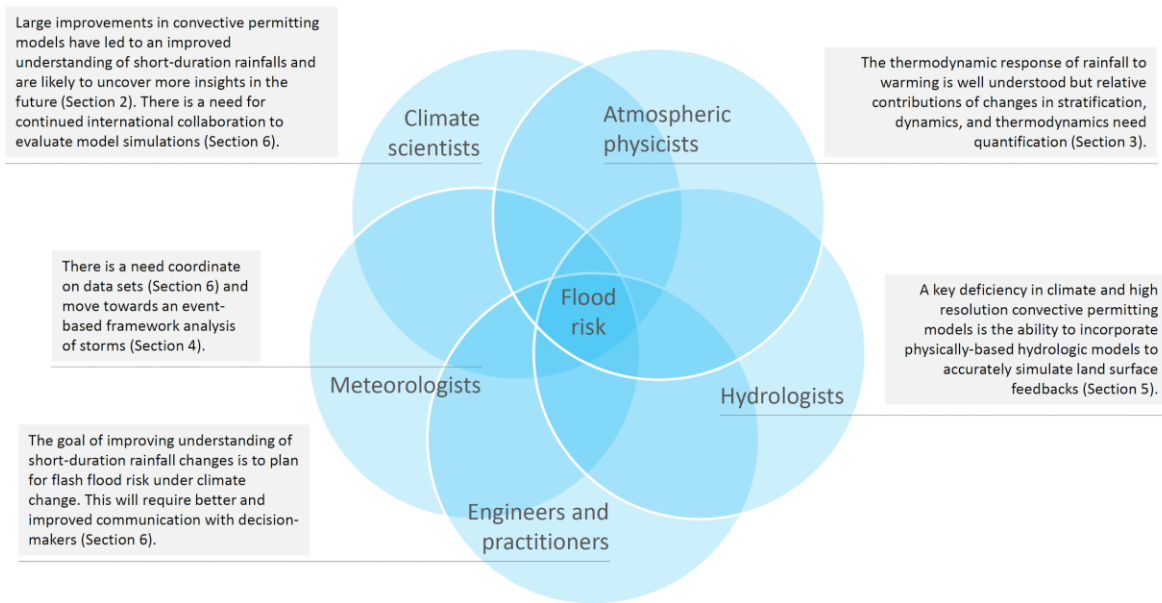 Large improvements in convective permitting
models have led to an improved
understanding of short-duration rainfalls and
are likely to uncover more insights in the
future (Section 2). There is a need for
continued international collaboration to
evaluate model simulations (Section 6).
The thermodynamic response of rainfall to
warming is well understood but relative
contributions of changes in stratification,
dynamics, and thermodynamics need
quantification (Section 3).
Climate
scientists
Atmospheric
physicists
There is a need coordinate
on data sets (Section 6) and
move towards an event-
based framework analysis
of storms (Section 4).
Flood
risk
A key deficiency in climate and high
resolution convective permitting
models is the ability to incorporate
physically-based hydrologic models to
accurately simulate land surface
feedbacks (Section 5).
Meteorologists
Hydrologists
The goal of improving understanding of
short-duration rainfall changes is to plan
for flash flood risk under climate
change. This will require better and
improved communication with decision-
makers (Section 6).
Engineers and
practitioners